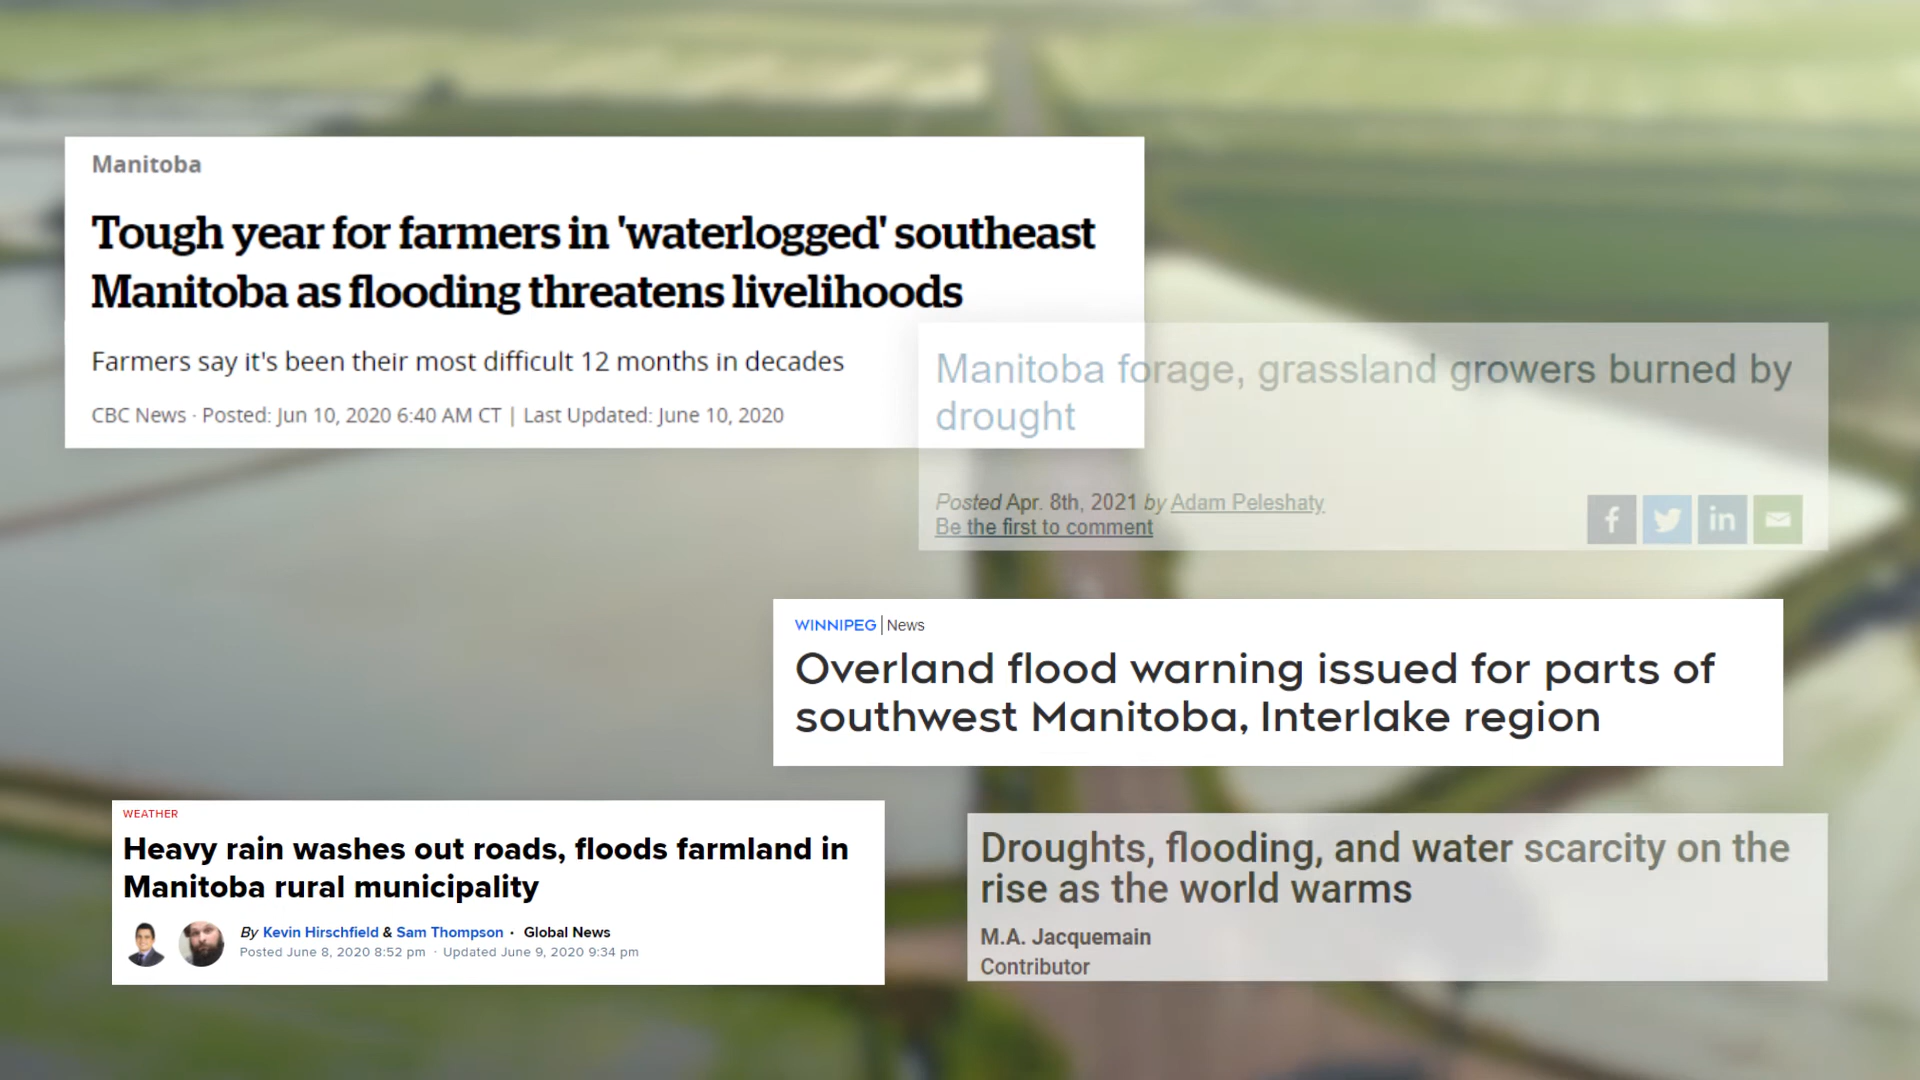 Manitoba
Tough year for farmers in 'waterlogged' southeast
Manitoba as flooding threatens livelihoods
Farmers say it's been their most difficult 12 months in decades
CBC News · Posted: Jun 10, 2020 6:40 AM CT | Last Updated: June 10, 2020
Manitoba forage, grassland growers burned by
drought
Posted Apr. 8th, 2021 by Adam Peleshaty
Be the first to comment
f
in
WINNIPEG | News
Overland flood warning issued for parts of
southwest Manitoba, Interlake region
WEATHER
Heavy rain washes out roads, floods farmland in
Manitoba rural municipality
By Kevin Hirschfield & Sam Thompson · Global News
Posted June 8, 2020 8:52 pm · Updated June 9, 2020 9:34 pm
Droughts, flooding, and water scarcity on the
rise as the world warms
M.A. Jacquemain
Contributor